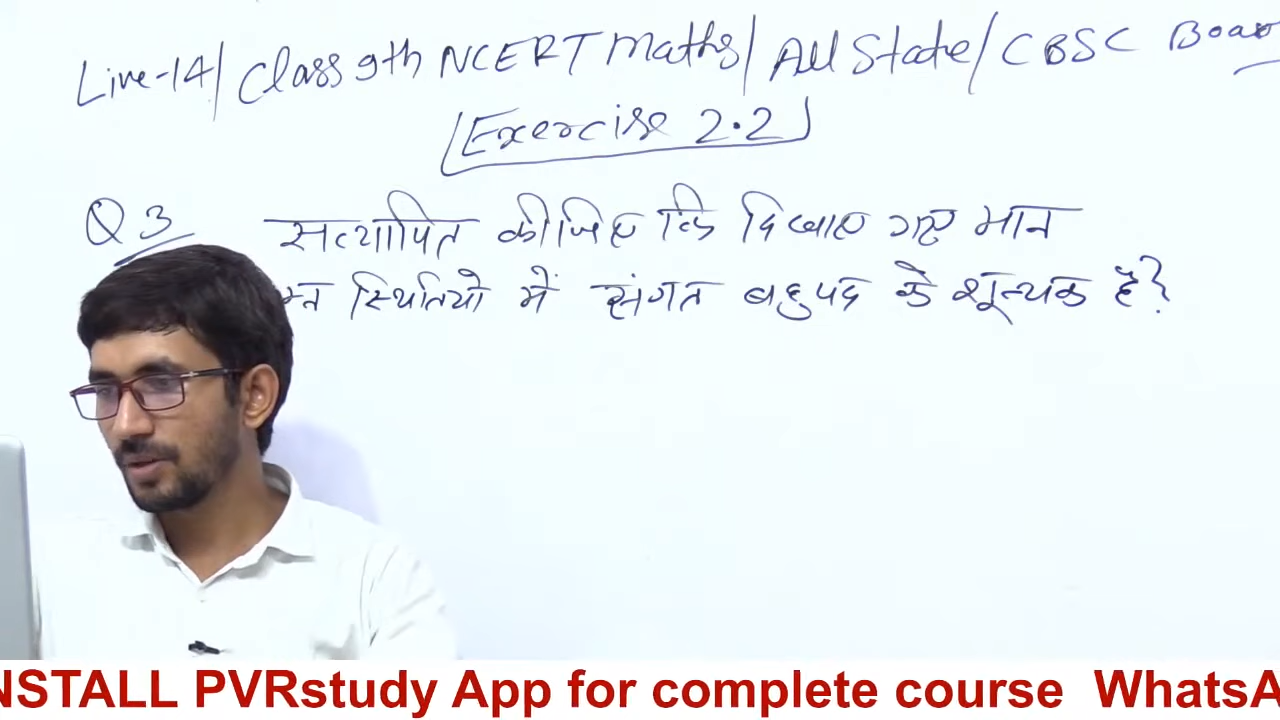 Live-14/ Class 9th NCERT Maths/ All State/ CBSC Boar
Exercise 2.2
Q 3 सत्यापित कीजिए कि दिखाए गए मान
म्न स्थितियो में संगत बहुपद के शून्यक है?
NSTALL PVRstudy App for complete course WhatsA